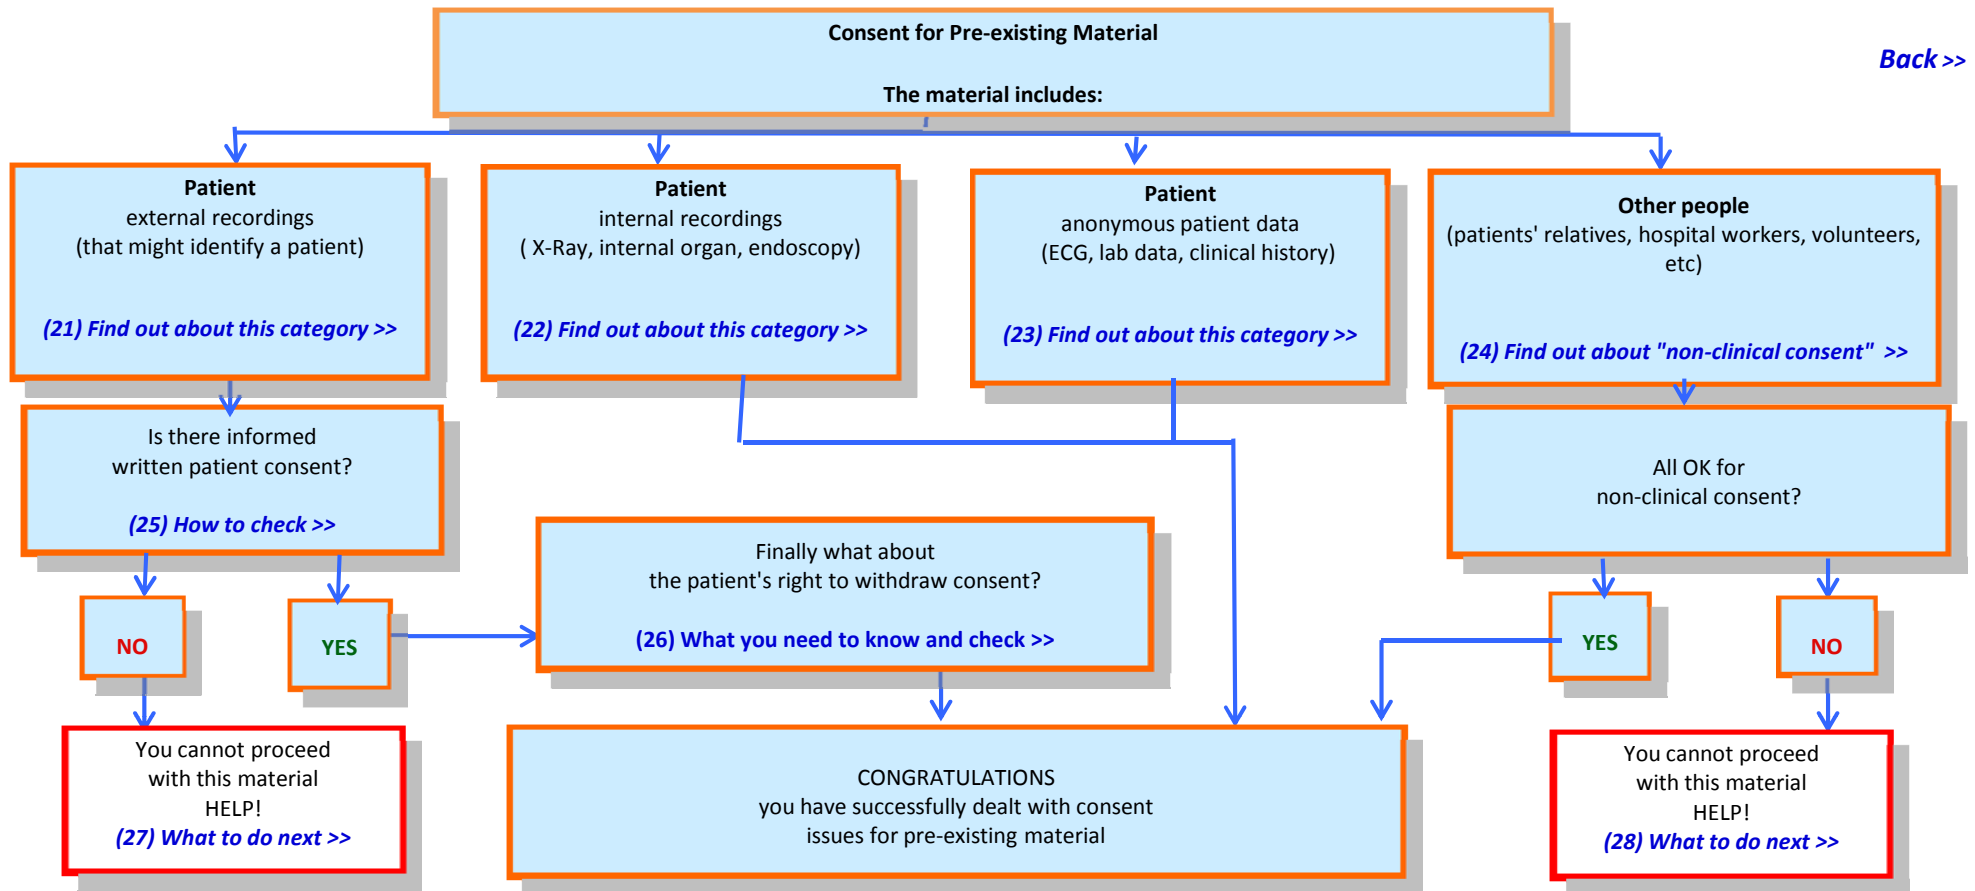 Consent for Pre-existing Material
The material includes:
Back >>
Patient
external recordings
(that might identify a patient)
(21) Find out about this category >>
Patient
internal recordings
( X-Ray, internal organ, endoscopy)
(22) Find out about this category >>
Patient
anonymous patient data
(ECG, lab data, clinical history)
(23) Find out about this category >>
Other people
(patients' relatives, hospital workers, volunteers,
etc)
(24) Find out about "non-clinical consent" >>
Is there informed
written patient consent?
(25) How to check >>
All OK for
non-clinical consent?
Finally what about
the patient's right to withdraw consent?
(26) What you need to know and check >>
NO
YES
YES
NO
You cannot proceed
with this material
HELP!
(27) What to do next >>
CONGRATULATIONS
you have successfully dealt with consent
issues for pre-existing material
You cannot proceed
with this material
HELP!
(28) What to do next >>